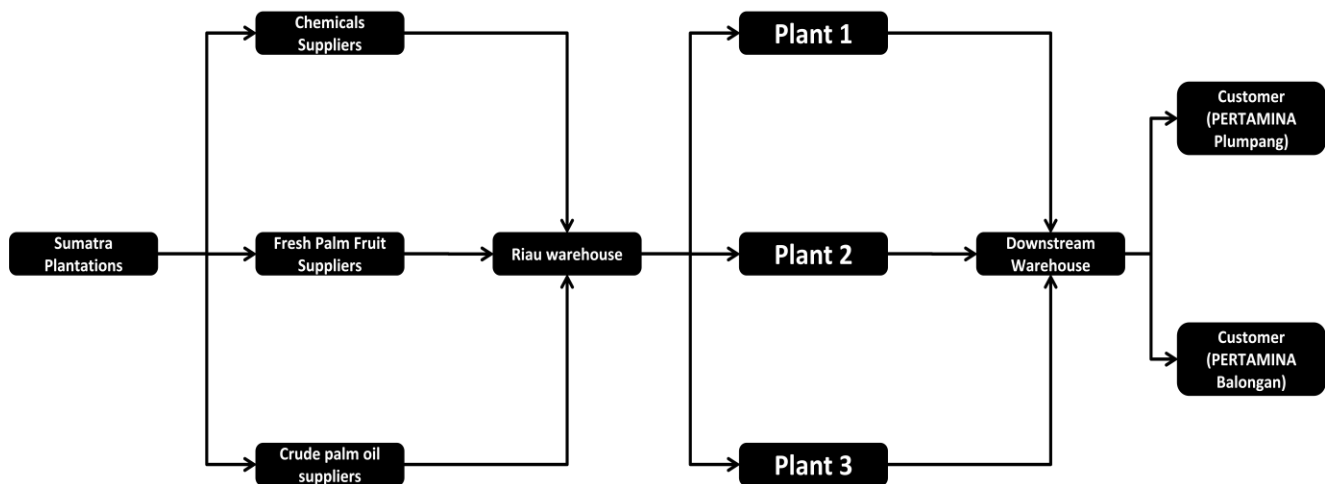 Chemicals
Suppliers
Plant 1
Customer
(PERTAMINA
Plumpang)
Sumatra
Plantations
Fresh Palm Fruit
Suppliers
Riau warehouse
Plant 2
Downstream
Warehouse
Customer
(PERTAMINA
Balongan)
Crude palm oil
suppliers
Plant 3